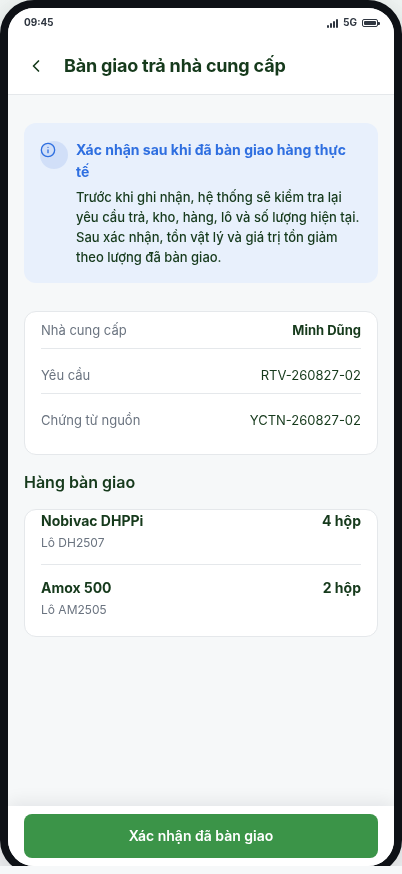 09:45 5G
Bàn giao trả nhà cung cấp
Xác nhận sau khi đã bàn giao hàng thực
tế
Trước khi ghi nhận, hệ thống sẽ kiểm tra lại
yêu cầu trả, kho, hàng, lô và số lượng hiện tại.
Sau xác nhận, tồn vật lý và giá trị tồn giảm
theo lượng đã bàn giao.
Nhà cung cấp Minh Dũng
Yêu cầu RTV-260827-02
Chứng từ nguồn YCTN-260827-02
Hàng bàn giao
Nobivac DHPPi 4 hộp
Lô DH2507
Amox 500 2 hộp
Lô AM2505
Xác nhận đã bàn giao